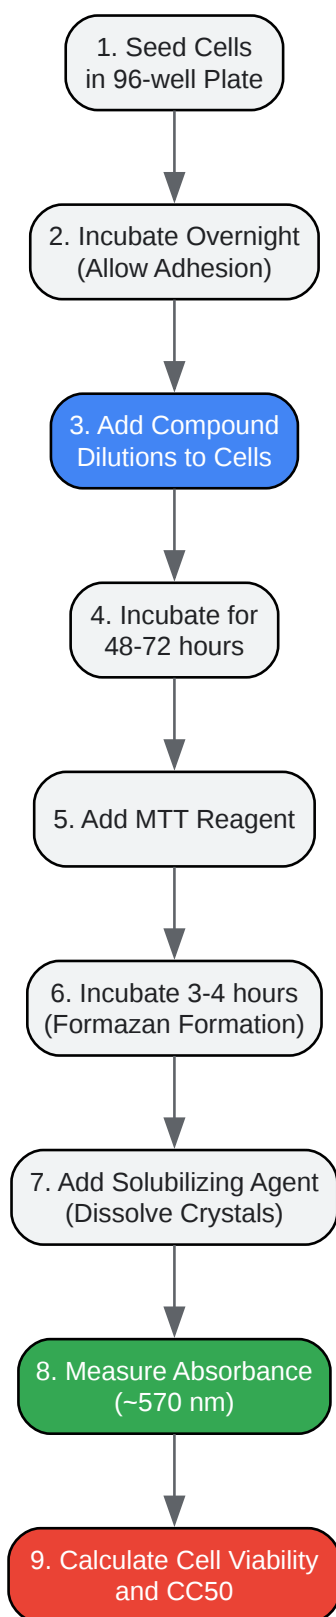 1. Seed Cells
in 96-well Plate
2. Incubate Overnight
(Allow Adhesion)
3. Add Compound
Dilutions to Cells
4. Incubate for
48-72 hours
5. Add MTT Reagent
6. Incubate 3-4 hours
(Formazan Formation)
7. Add Solubilizing Agent
(Dissolve Crystals)
8. Measure Absorbance
(~570 nm)
9. Calculate Cell Viability
and CC50